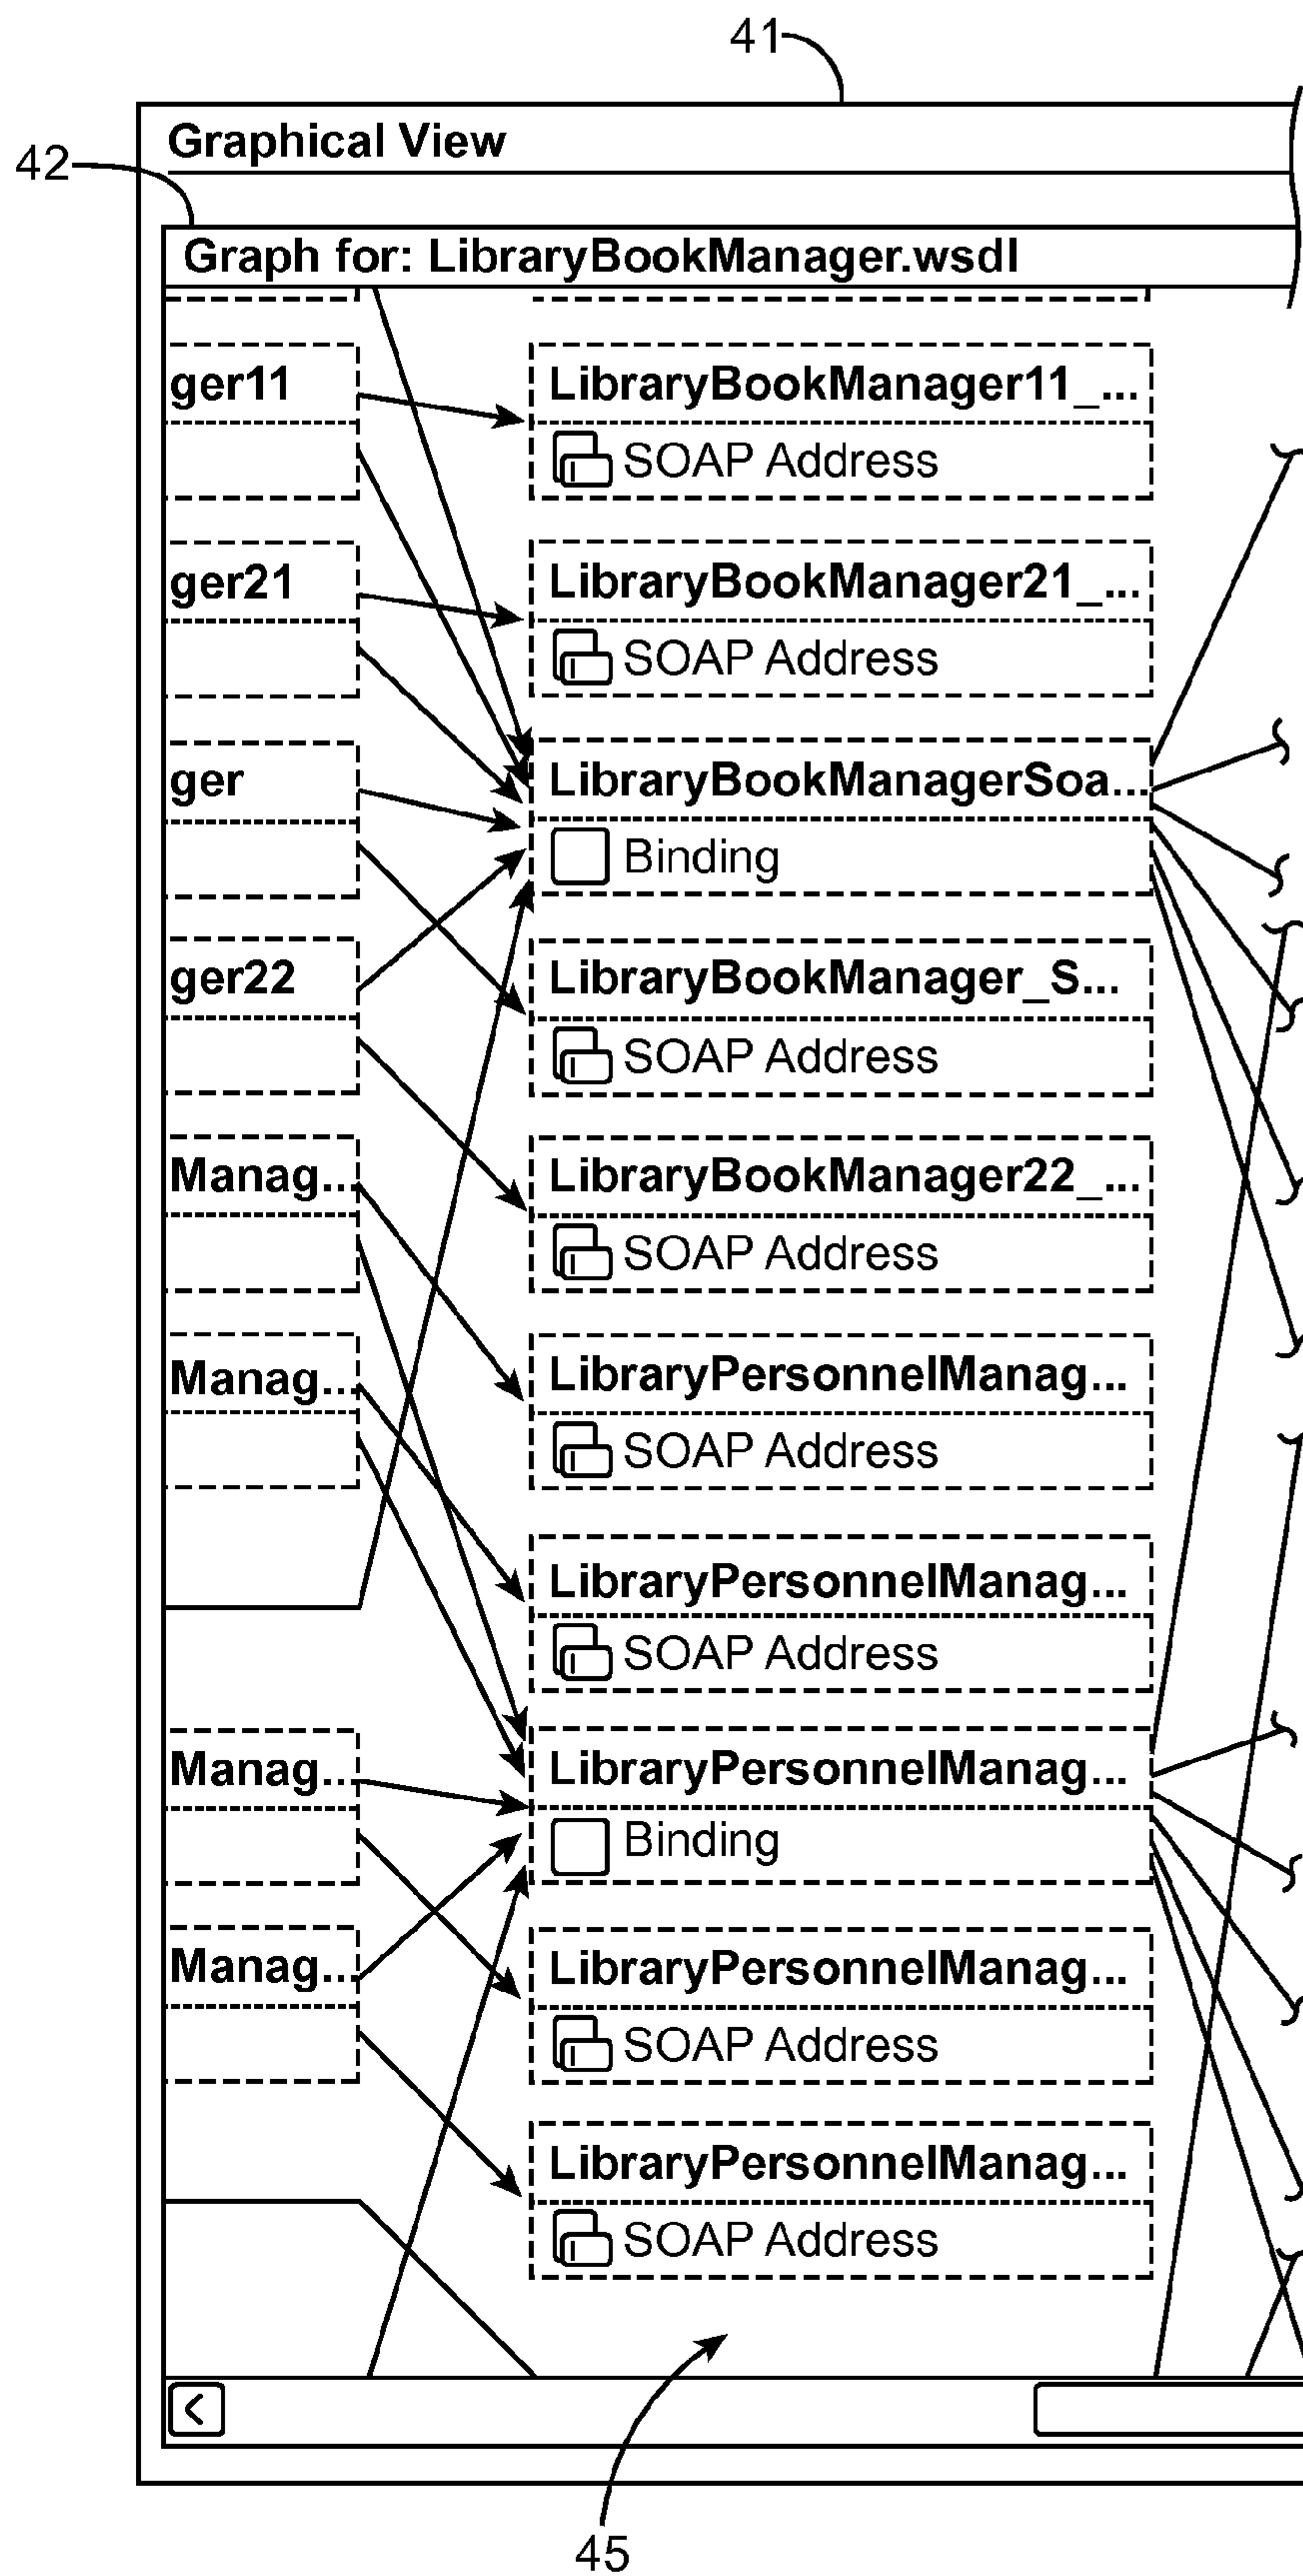 41
Graphical View
42
Graph for: LibraryBookManager.wsdl
ger11
LibraryBookManager11_...
SOAP Address
ger21
LibraryBookManager21_...
SOAP Address
ger
LibraryBookManagerSoa...
Binding
ger22
LibraryBookManager_S...
SOAP Address
Manag...
LibraryBookManager22_...
SOAP Address
Manag...
LibraryPersonnelManag...
SOAP Address
LibraryPersonnelManag...
SOAP Address
Manag...
LibraryPersonnelManag...
Binding
Manag...
LibraryPersonnelManag...
SOAP Address
LibraryPersonnelManag...
SOAP Address
45